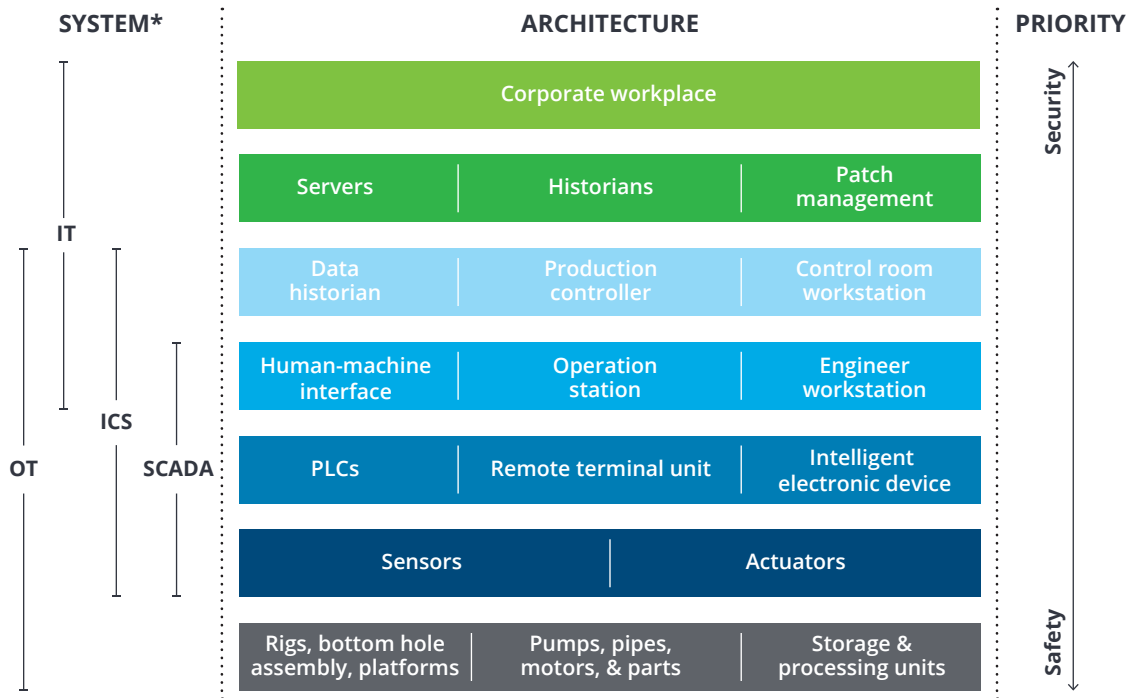 SYSTEM*
ARCHITECTURE
PRIORITY
Corporate workplace
Servers
Historians
Patch
management
Data
historian
Production
controller
Control room
workstation
Human-machine
interface
Operation
station
Engineer
workstation
PLCs
Remote terminal unit
Intelligent
electronic device
Sensors
Actuators
Rigs, bottom hole
assembly, platforms
Pumps, pipes,
motors, & parts
Storage &
processing units
IT
ICS
OT
SCADA
Security
Safety